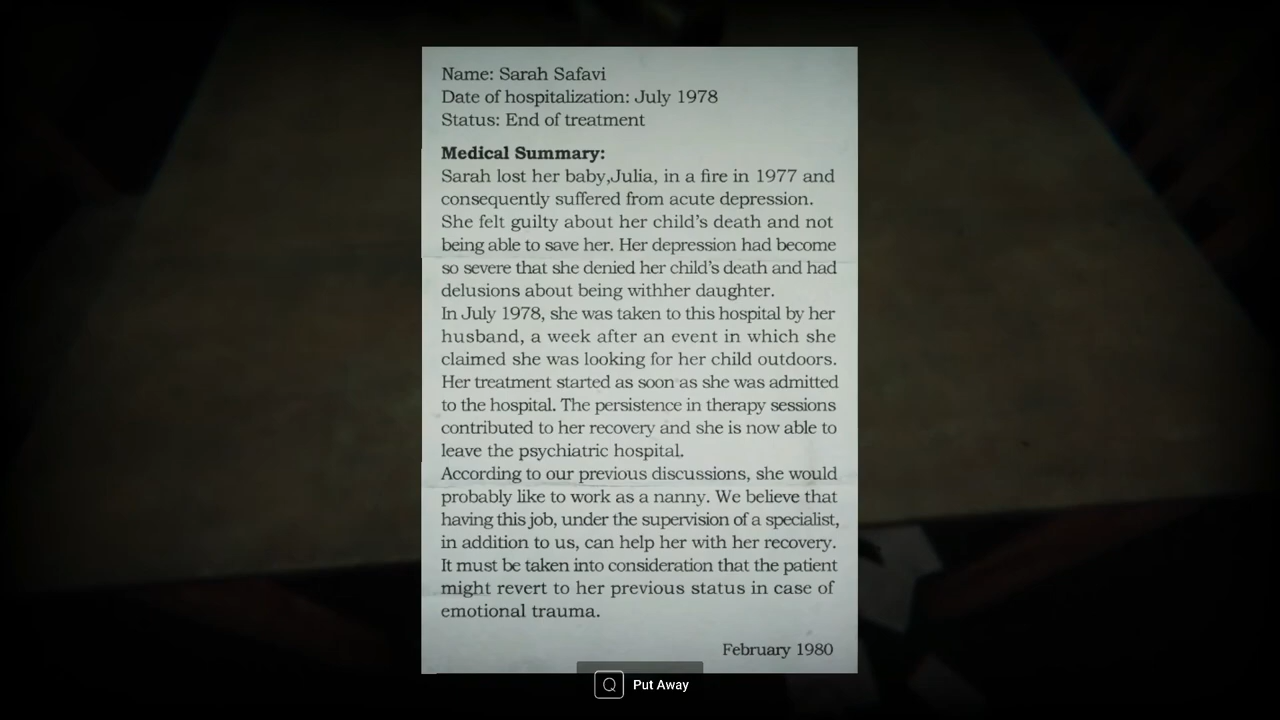 Name: Sarah Safavi
Date of hospitalization: July 1978
Status: End of treatment
Medical Summary:
Sarah lost her baby,Julia, in a fire in 1977 and
consequently suffered from acute depression.
She felt guilty about her child's death and not
being able to save her. Her depression had become
so severe that she denied her child's death and had
delusions about being withher daughter.
In July 1978, she was taken to this hospital by her
husband, a week after an event in which she
claimed she was looking for her child outdoors.
Her treatment started as soon as she was admitted
to the hospital. The persistence in therapy sessions
contributed to her recovery and she is now able to
leave the psychiatric hospital.
According to our previous discussions, she would
probably like to work as a nanny. We believe that
having this job, under the supervision of a specialist,
in addition to us, can help her with her recovery.
It must be taken into consideration that the patient
might revert to her previous status in case of
emotional trauma.
February 1980
Q Put Away